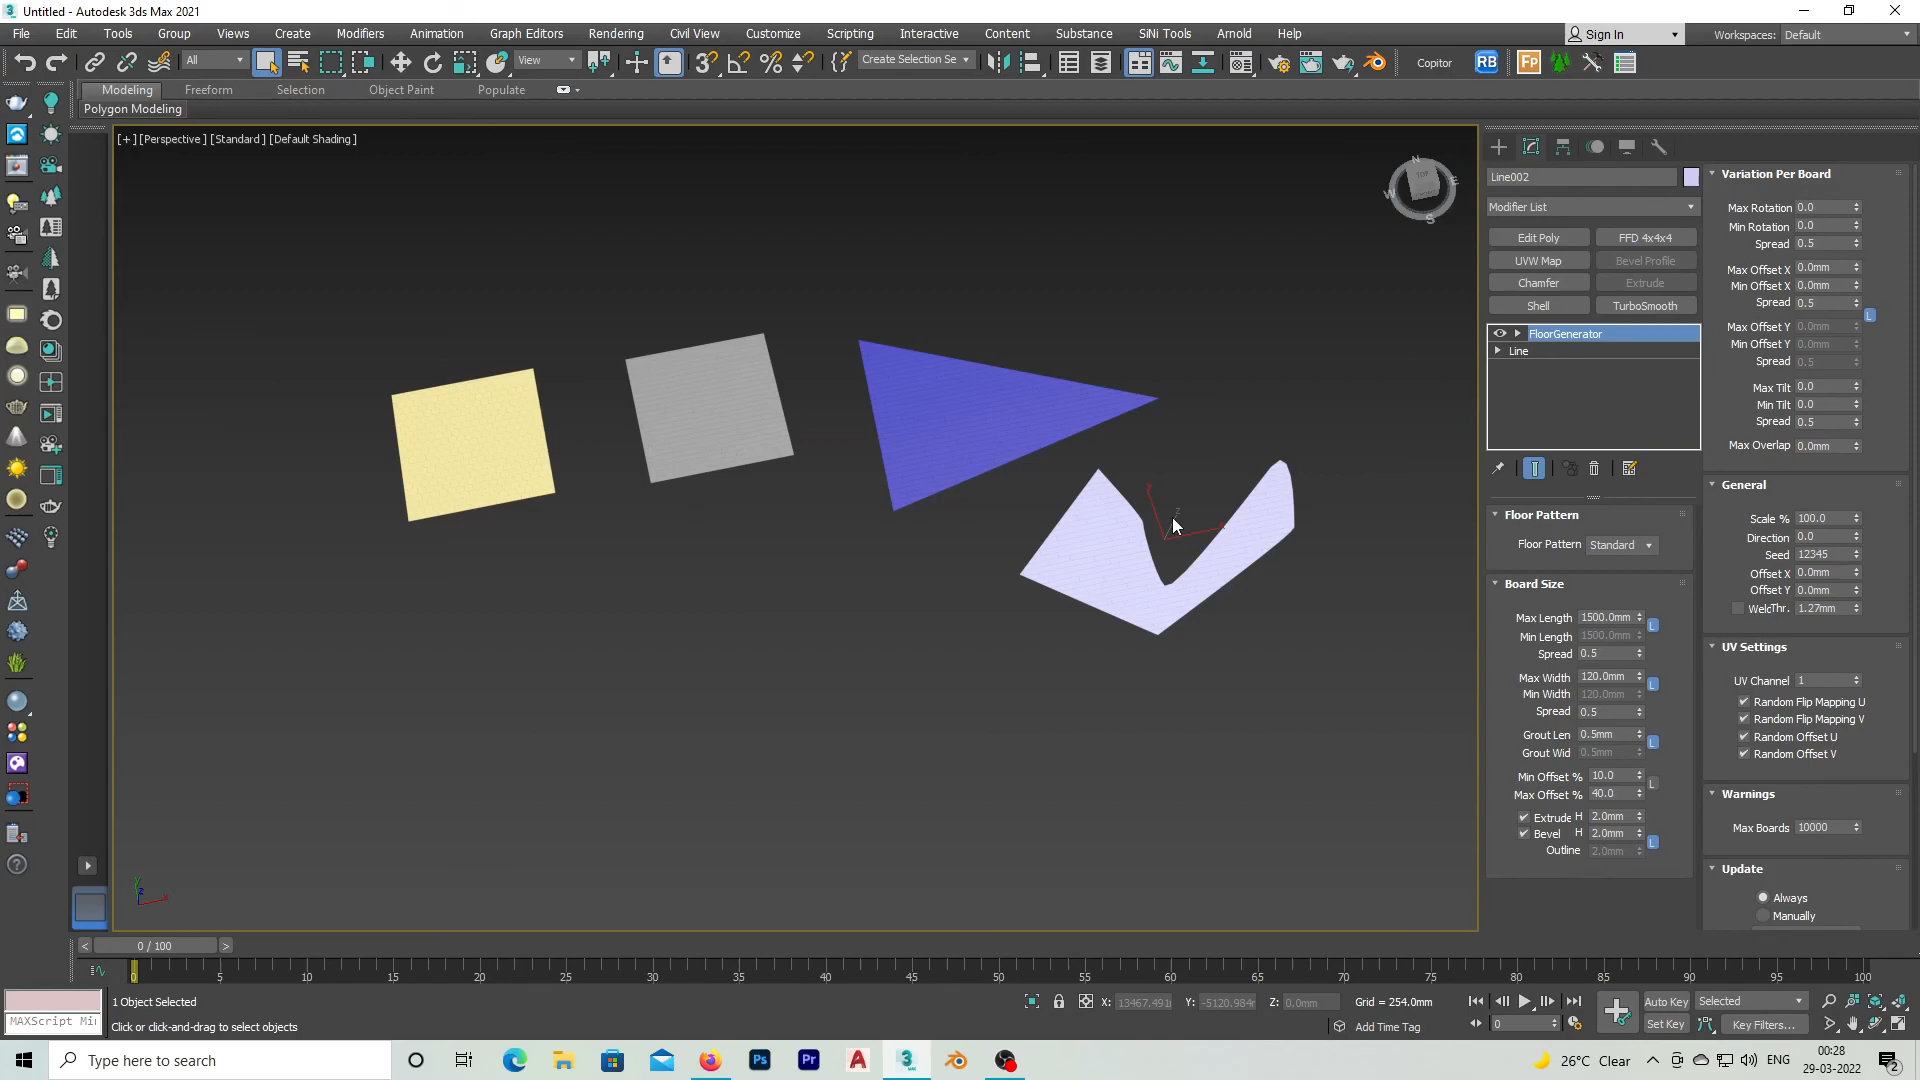 Untitled - Autodesk 3ds Max 2021
File Edit Tools Group Views Create Modifiers Animation Graph Editors Rendering Civil View Customize Scripting Interactive Content Substance SiNi Tools Arnold Help
Sign In
Workspaces: Default
All
View
Create Selection Se
Copitor
RB
Fp
Modeling Freeform Selection Object Paint Populate
Polygon Modeling
[+] [Perspective] [Standard] [Default Shading]
N
W
E
S
TOP
Line002
Modifier List
Edit Poly FFD 4x4x4
UVW Map Bevel Profile
Chamfer Extrude
Shell TurboSmooth
FloorGenerator
Line
Floor Pattern
Floor Pattern Standard
Board Size
Max Length 1500.0mm
L
Min Length 1500.0mm
Spread 0.5
Max Width 120.0mm
L
Min Width 120.0mm
Spread 0.5
Grout Len 0.5mm
L
Grout Wid 0.5mm
Min Offset % 10.0
L
Max Offset % 40.0
Extrude H 2.0mm
Bevel H 2.0mm
L
Outline 2.0mm
Variation Per Board
Max Rotation 0.0
Min Rotation 0.0
Spread 0.5
Max Offset X 0.0mm
Min Offset X 0.0mm
Spread 0.5
L
Max Offset Y 0.0mm
Min Offset Y 0.0mm
Spread 0.5
Max Tilt 0.0
Min Tilt 0.0
Spread 0.5
Max Overlap 0.0mm
General
Scale % 100.0
Direction 0.0
Seed 12345
Offset X 0.0mm
Offset Y 0.0mm
WelcThr. 1.27mm
UV Settings
UV Channel 1
Random Flip Mapping U
Random Flip Mapping V
Random Offset U
Random Offset V
Warnings
Max Boards 10000
Update
Always
Manually
y
z
x
< 0 / 100 >
0 5 10 15 20 25 30 35 40 45 50 55 60 65 70 75 80 85 90 95 100
1 Object Selected
X: 13467.491 Y: -5120.984 Z: 0.0mm Grid = 254.0mm
Auto Key Selected
MAXScript Mi
Click or click-and-drag to select objects
Add Time Tag
0
Set Key Key Filters...
Type here to search
Ps
Pr
A
3
26°C Clear
ENG
00:28
29-03-2022
2